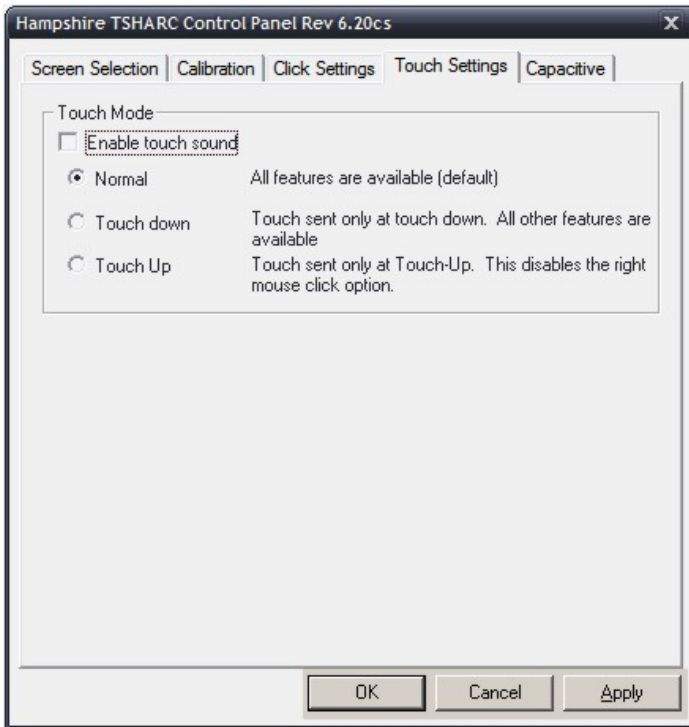 Hampshire TSHARC Control Panel Rev 6.20cs
Screen Selection
Calibration
Click Settings
Touch Settings
Capacitive
Touch Mode
Enable touch sound
Normal
All features are available (default)
Touch down
Touch sent only at touch down. All other features are
available
Touch Up
Touch sent only at Touch-Up. This disables the right
mouse click option.
OK
Cancel
Apply